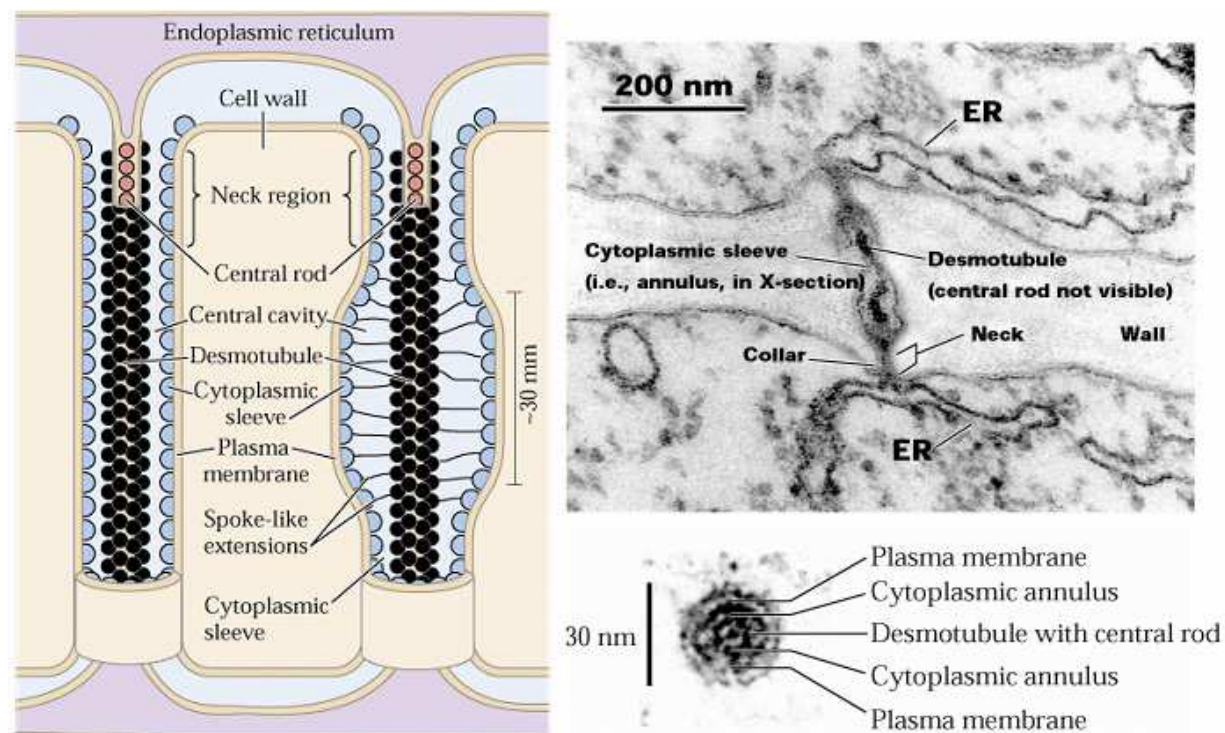 Endoplasmic reticulum
Cell wall
Neck region
Central rod
Central cavity
Desmotubule
Cytoplasmic
sleeve
Plasma
membrane
Spoke-like
extensions
Cytoplasmic
sleeve
~30 mm
200 nm
ER
Cytoplasmic sleeve
(i.e., annulus, in X-section)
Desmotubule
(central rod not visible)
Neck
Wall
Collar
ER
30 nm
Plasma membrane
Cytoplasmic annulus
Desmotubule with central rod
Cytoplasmic annulus
Plasma membrane